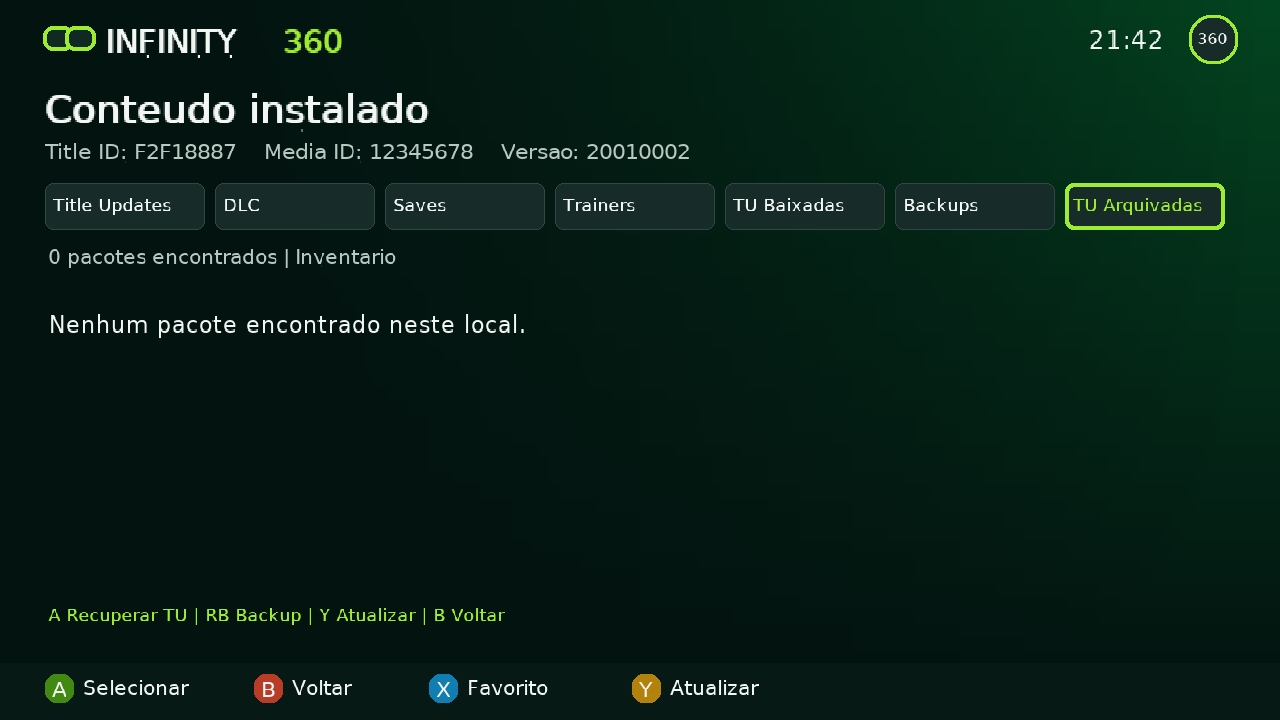 INFINITY 360 21:42 360
Conteudo instalado
Title ID: F2F18887 Media ID: 12345678 Versao: 20010002
Title Updates DLC Saves Trainers TU Baixadas Backups TU Arquivadas
0 pacotes encontrados | Inventario
Nenhum pacote encontrado neste local.
A Recuperar TU | RB Backup | Y Atualizar | B Voltar
A Selecionar B Voltar X Favorito Y Atualizar